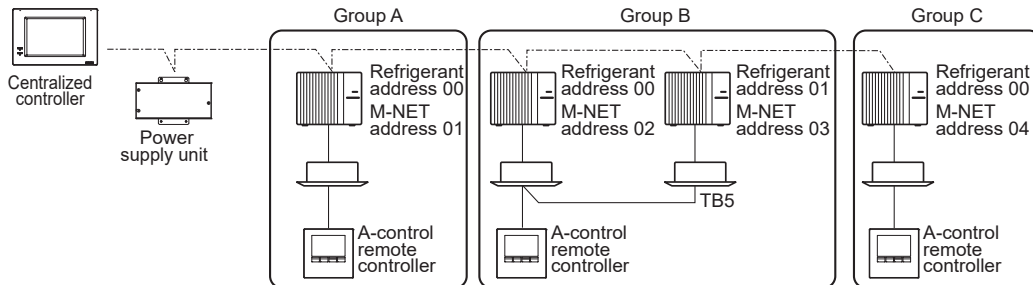 Group A
Group B
Group C
Centralized
controller
Power
supply unit
Refrigerant
address 00
M-NET
address 01
A-control
remote
controller
Refrigerant
address 00
M-NET
address 02
Refrigerant
address 01
M-NET
address 03
TB5
A-control
remote
controller
Refrigerant
address 00
M-NET
address 04
A-control
remote
controller